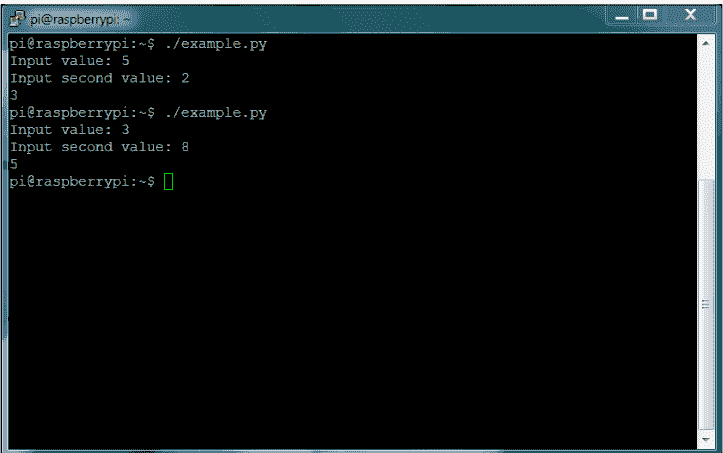 pi@raspberrypi: ~
pi@raspberrypi:~$ ./example.py
Input value: 5
Input second value: 2
3
pi@raspberrypi:~$ ./example.py
Input value: 3
Input second value: 8
5
pi@raspberrypi:~$